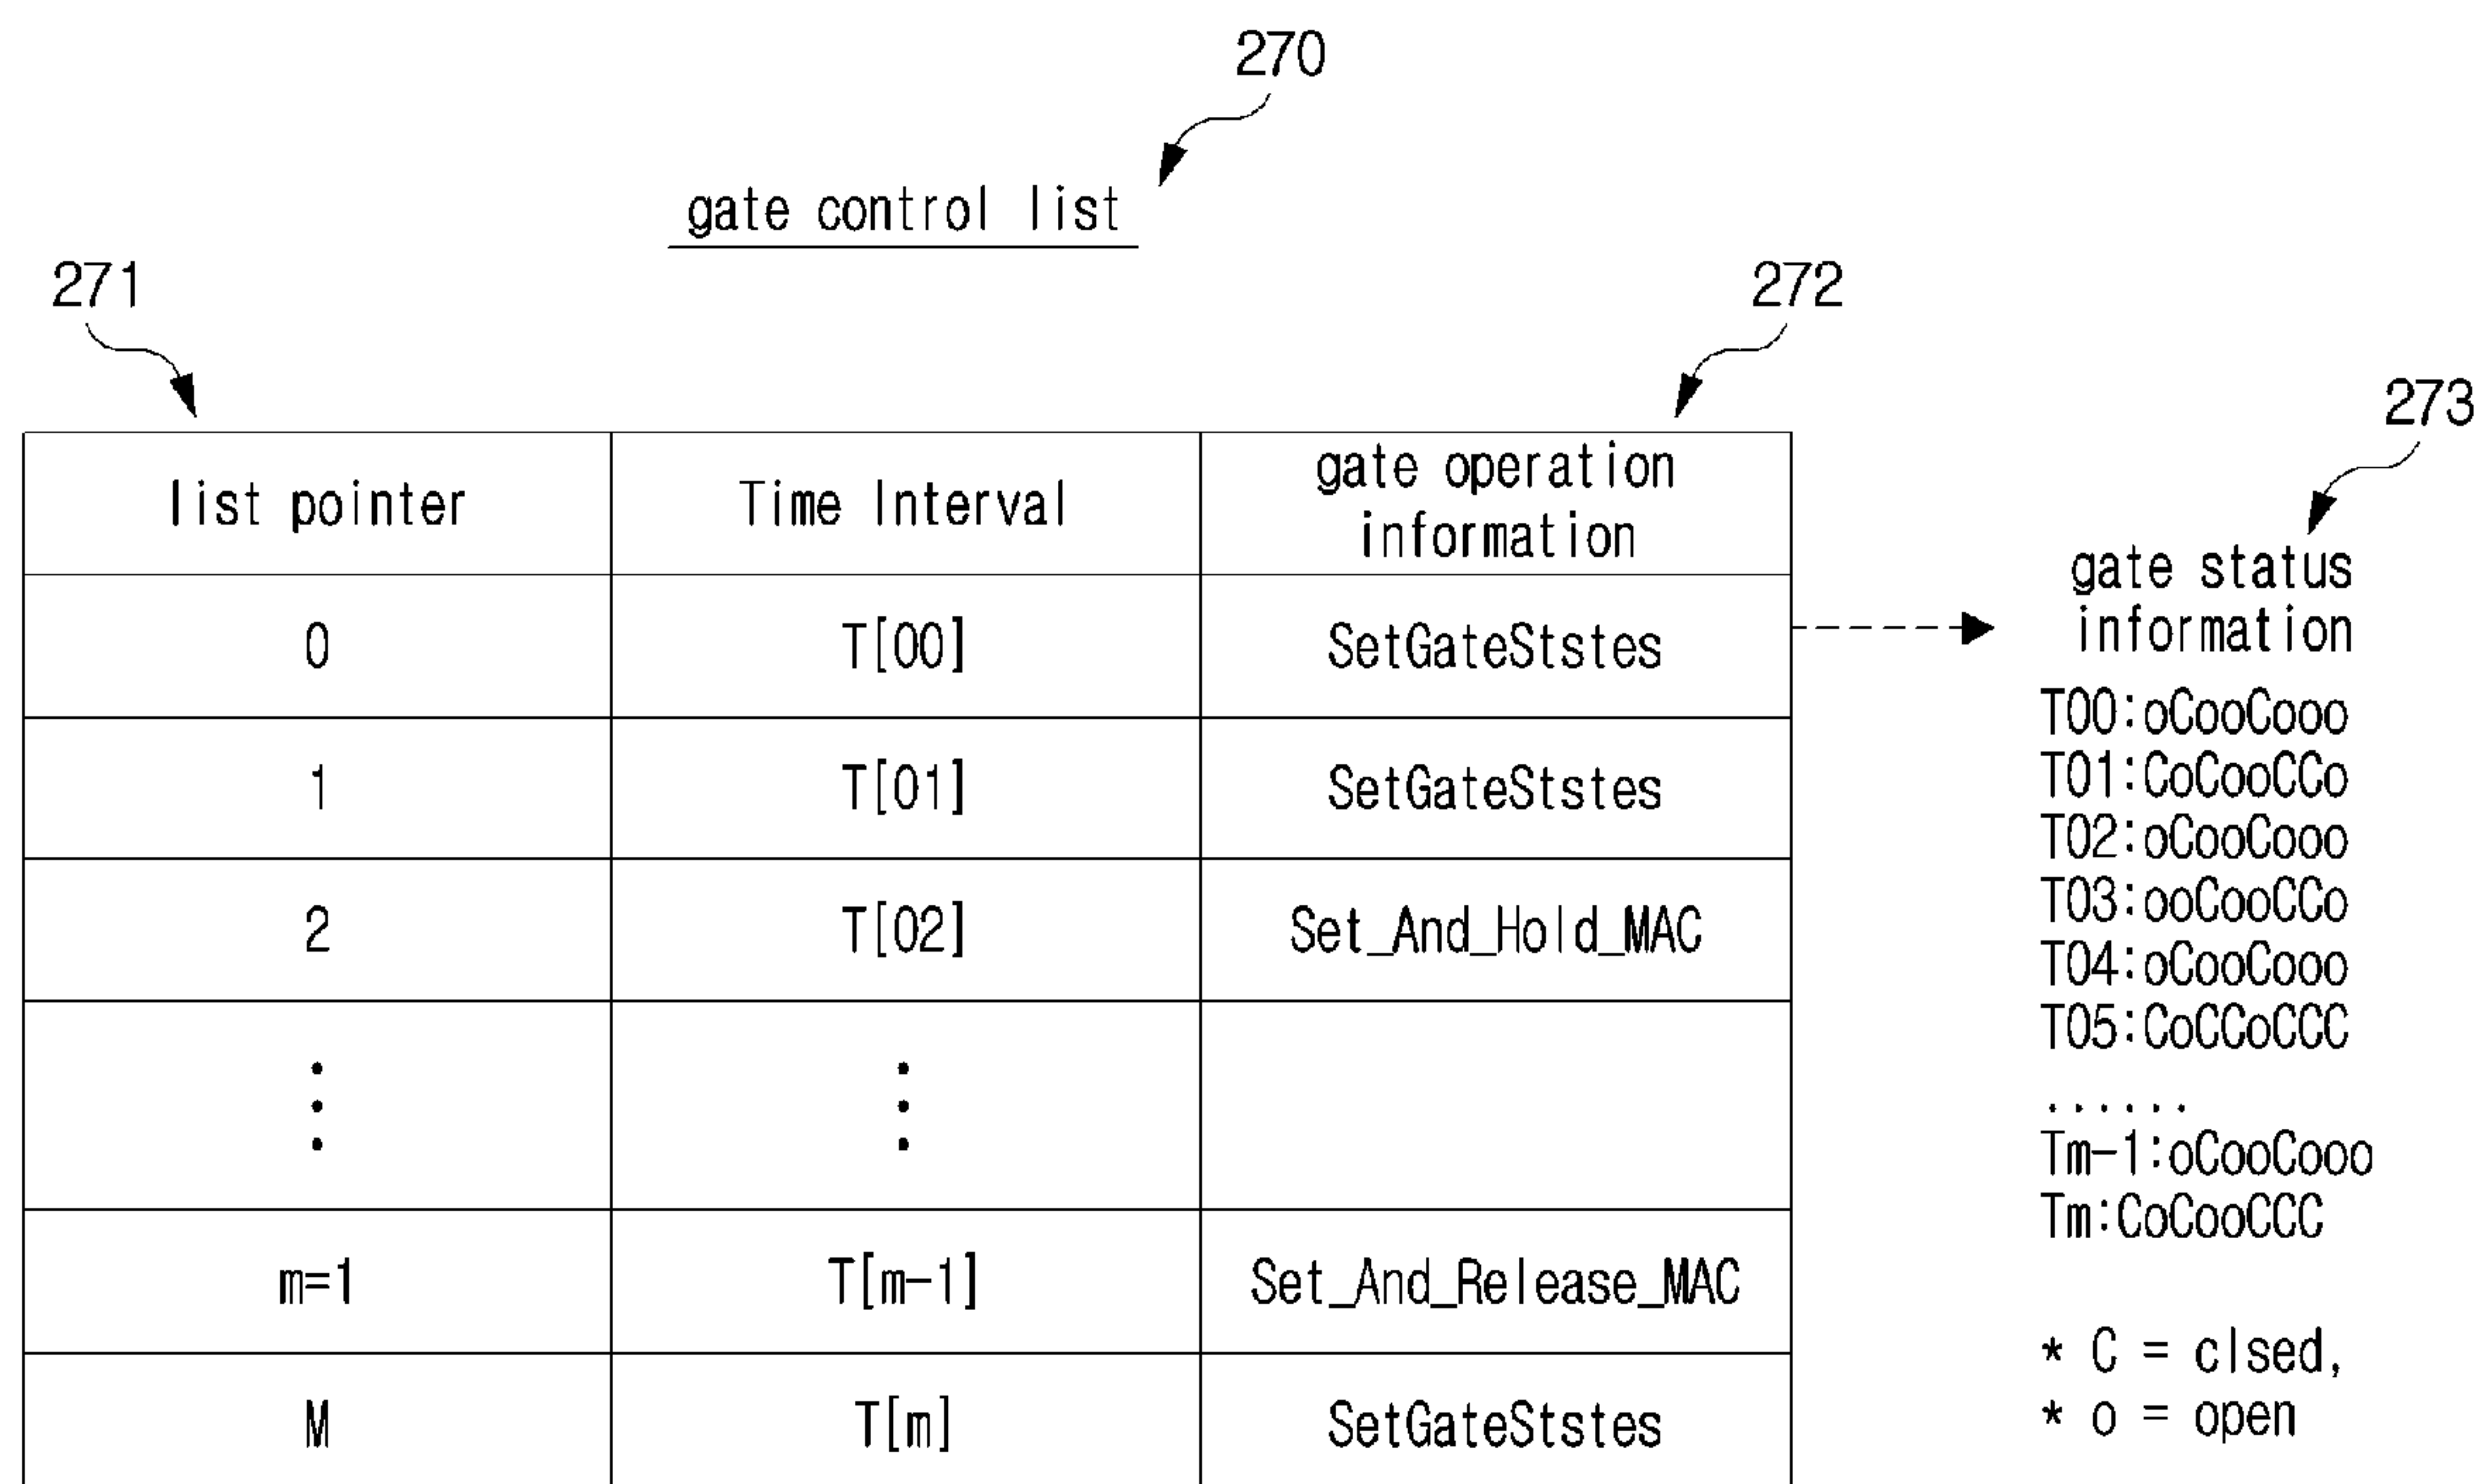 270
gate control list
271
272
273
list pointer
Time Interval
gate operation
information
0
T[00]
SetGateStstes
1
T[01]
SetGateStstes
2
T[02]
Set_And_Hold_MAC
m=1
T[m-1]
Set_And_Release_MAC
M
T[m]
SetGateStstes
gate status
information
T00:oCooCooo
T01:CoCooCCo
T02:oCooCooo
T03:ooCooCCo
T04:oCooCooo
T05:CoCCoCCC
......
Tm-1:oCooCooo
Tm:CoCooCCC
* C = clsed,
* o = open